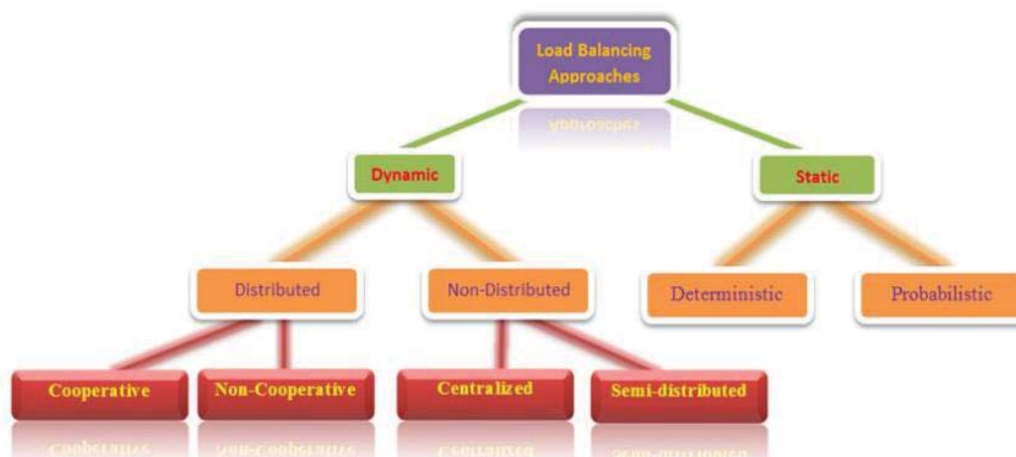 Load Balancing
Approaches
Dynamic
Static
Distributed
Non-Distributed
Deterministic
Probabilistic
Cooperative
Non-Cooperative
Centralized
Semi-distributed